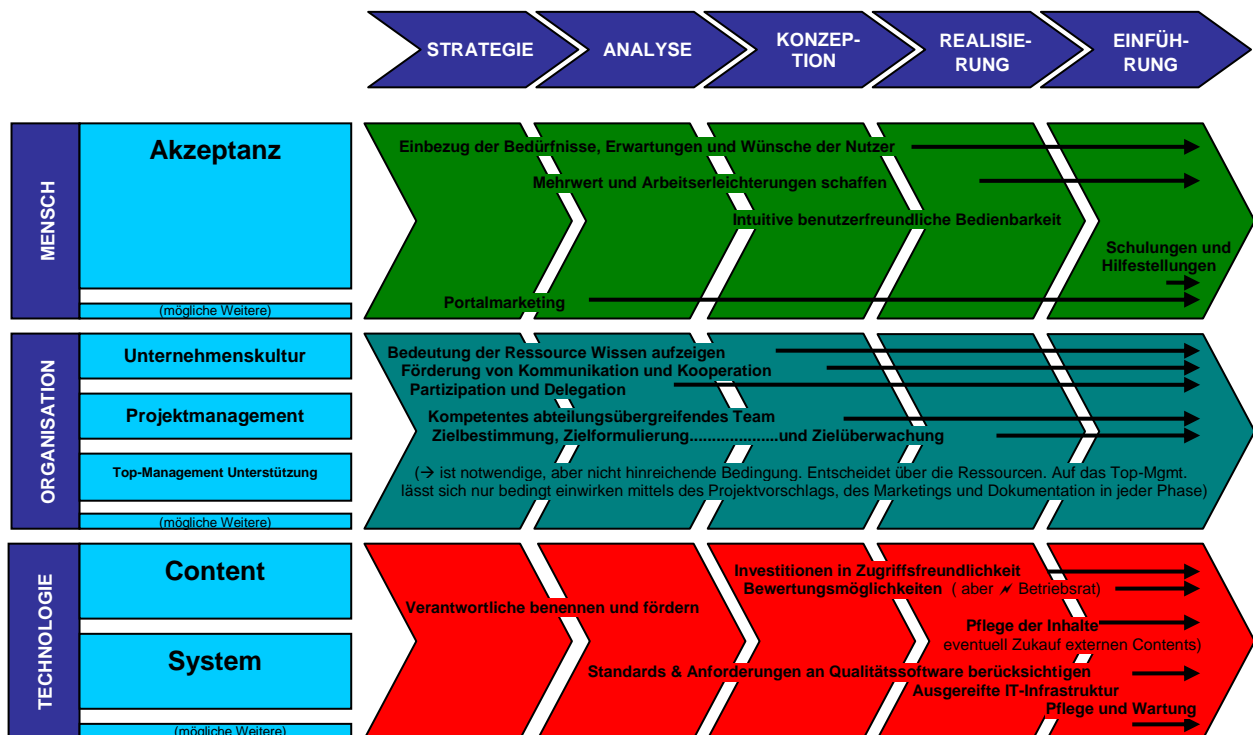 STRATEGIE
ANALYSE
KONZEP-
TION
REALISIE-
RUNG
EINFÜH-
RUNG
MENSCH
Akzeptanz
(mögliche Weitere)
Einbezug der Bedürfnisse, Erwartungen und Wünsche der Nutzer
Mehrwert und Arbeitserleichterungen schaffen
Intuitive benutzerfreundliche Bedienbarkeit
Schulungen und
Hilfestellungen
Portalmarketing
ORGANISATION
Unternehmenskultur
Projektmanagement
Top-Management Unterstützung
(mögliche Weitere)
Bedeutung der Ressource Wissen aufzeigen
Förderung von Kommunikation und Kooperation
Partizipation und Delegation
Kompetentes abteilungsübergreifendes Team
Zielbestimmung, Zielformulierung....................und Zielüberwachung
(→ ist notwendige, aber nicht hinreichende Bedingung. Entscheidet über die Ressourcen. Auf das Top-Mgmt.
lässt sich nur bedingt einwirken mittels des Projektvorschlags, des Marketings und Dokumentation in jeder Phase)
TECHNOLOGIE
Content
System
(mögliche Weitere)
Investitionen in Zugriffsfreundlichkeit
Bewertungsmöglichkeiten ( aber Betriebsrat)
Verantwortliche benennen und fördern
Pflege der Inhalte
eventuell Zukauf externen Contents)
Standards & Anforderungen an Qualitätssoftware berücksichtigen
Ausgereifte IT-Infrastruktur
Pflege und Wartung